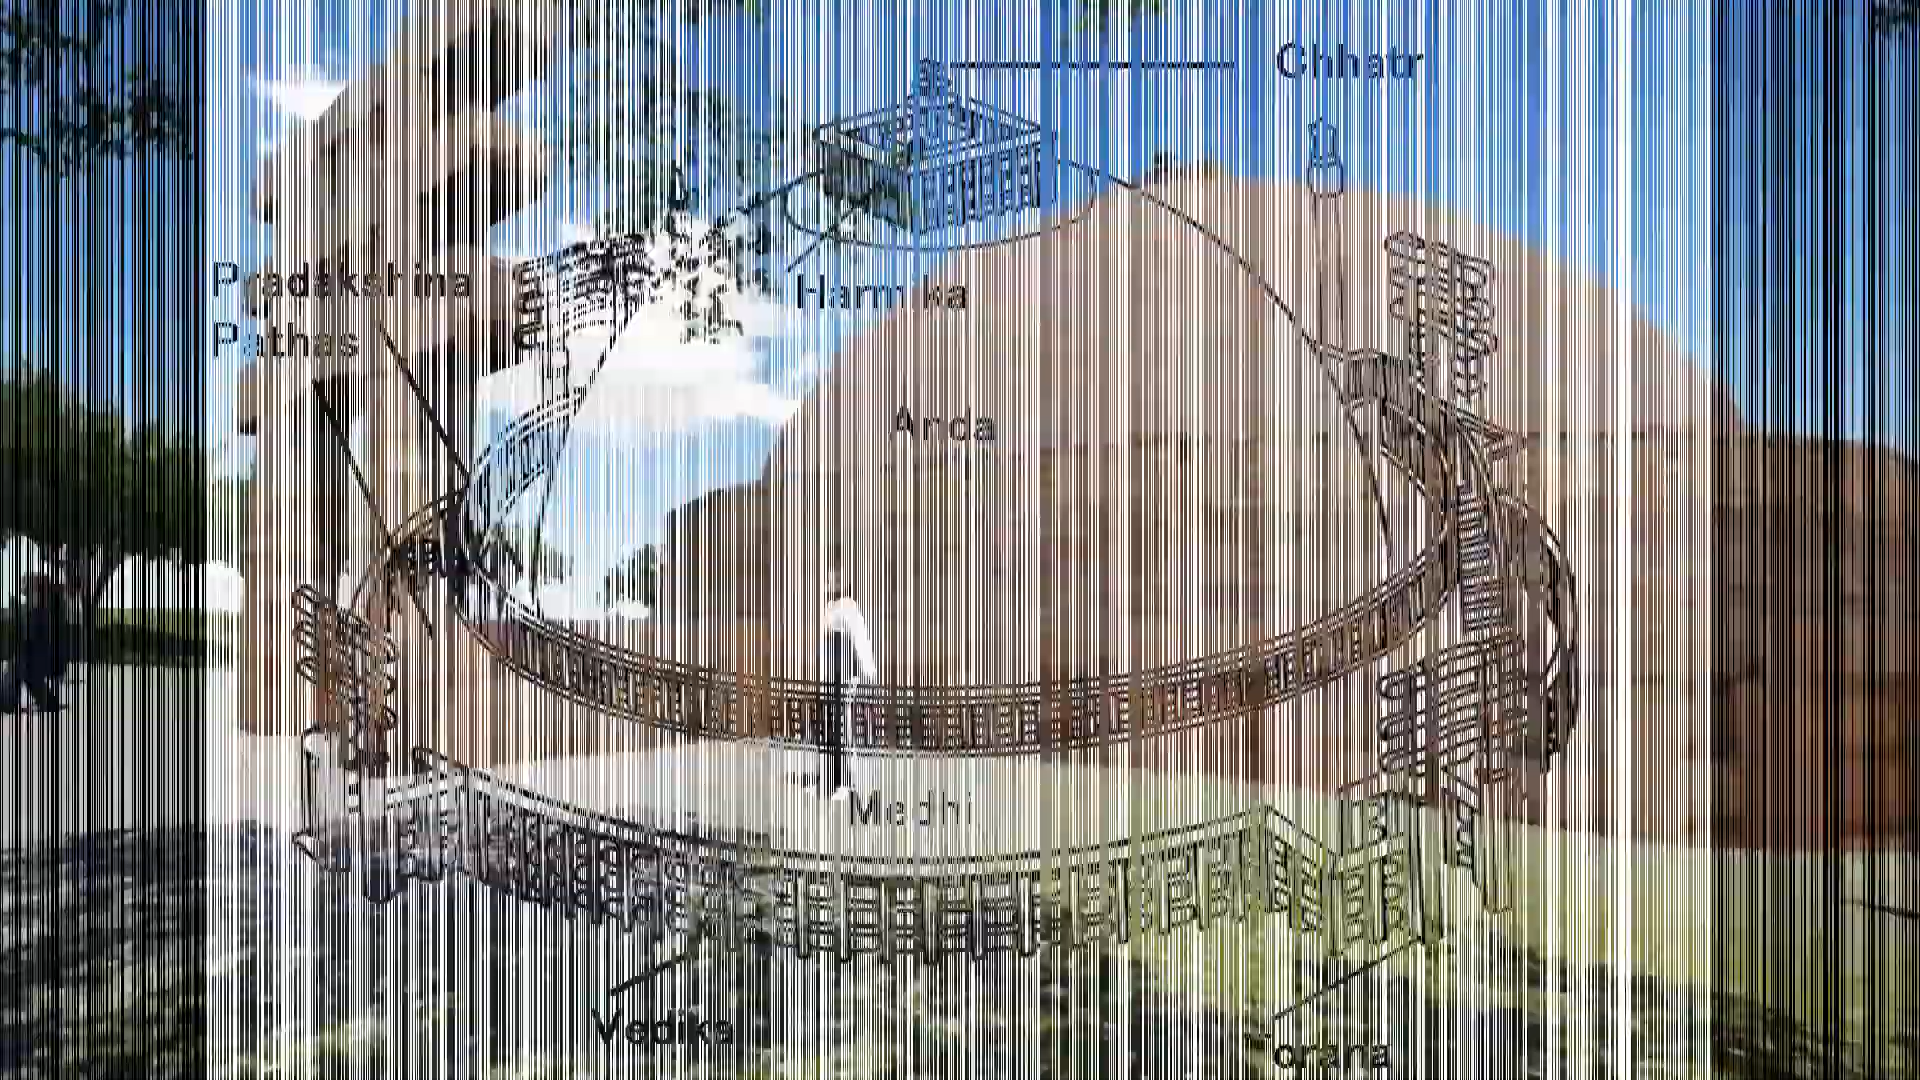 Chhatr
Pradakshina
Pathas
Harmika
Anda
Medhi
Vedika
Torana